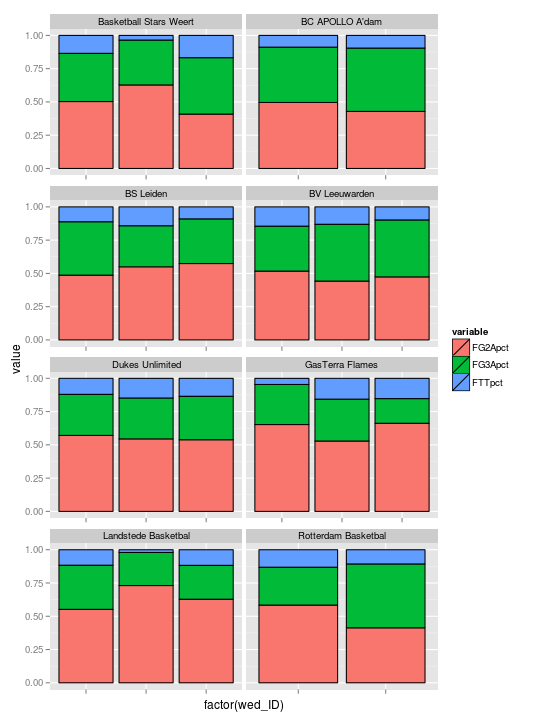 Basketball Stars Weert
BC APOLLO A'dam
1.00
0.75
0.50
0.25
0.00
BS Leiden
BV Leeuwarden
1.00
0.75
0.50
0.25
0.00
value
variable
FG2Apct
FG3Apct
FTTpct
Dukes Unlimited
GasTerra Flames
1.00
0.75
0.50
0.25
0.00
Landstede Basketbal
Rotterdam Basketbal
1.00
0.75
0.50
0.25
0.00
factor(wed_ID)